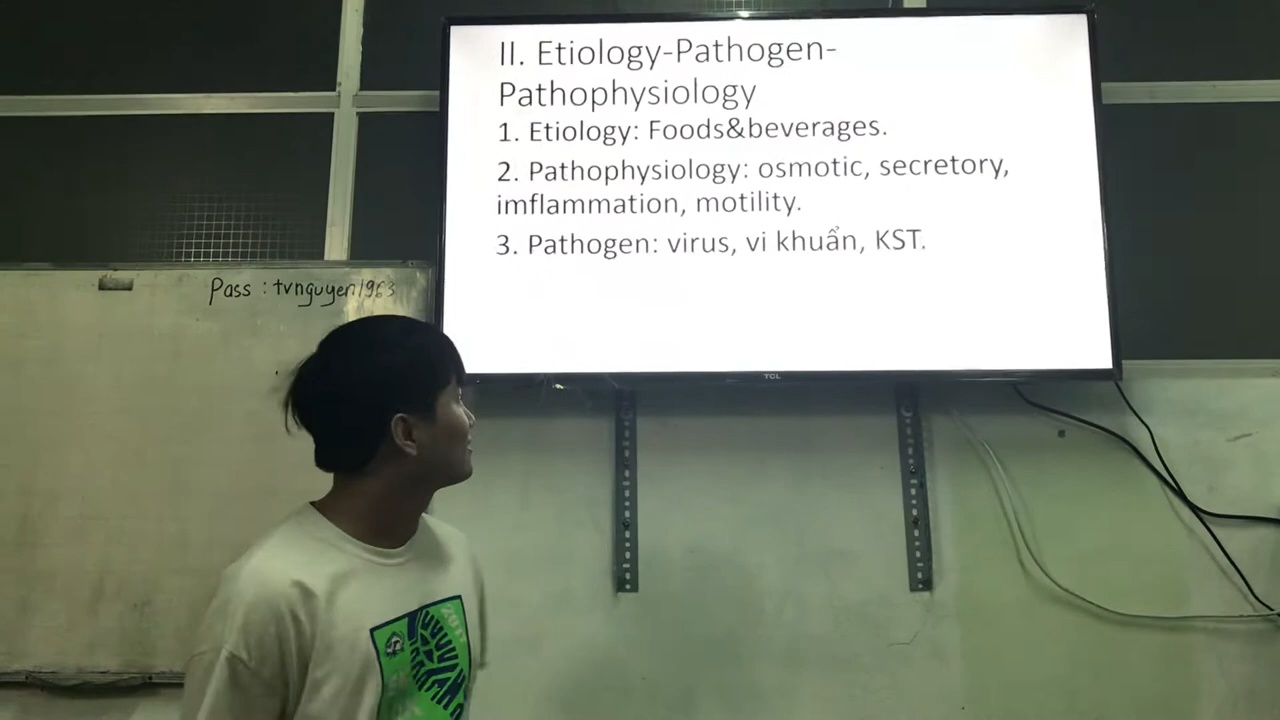 II. Etiology-Pathogen-
Pathophysiology
1. Etiology: Foods&beverages.
2. Pathophysiology: osmotic, secretory,
imflammation, motility.
3. Pathogen: virus, vi khuẩn, KST.
Pass : tvnguyen1963
TCL